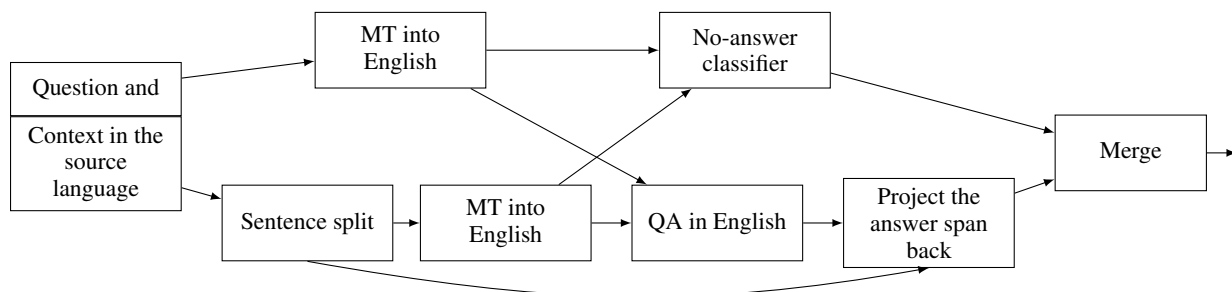 Question and
Context in the
source
language
MT into
English
No-answer
classifier
Sentence split
MT into
English
QA in English
Project the
answer span
back
Merge